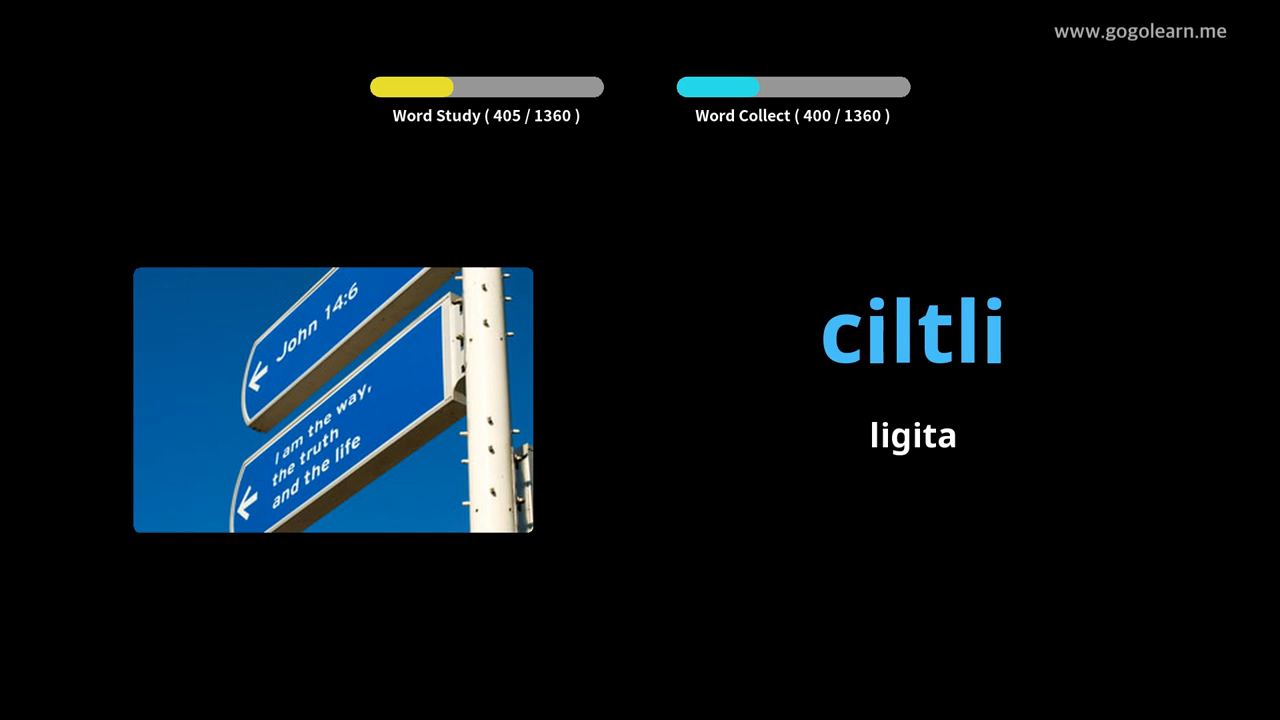 www.gogolearn.me
Word Study ( 405 / 1360 )
Word Collect ( 400 / 1360 )
John 14:6
I am the way,
the truth
and the life
ciltli
ligita